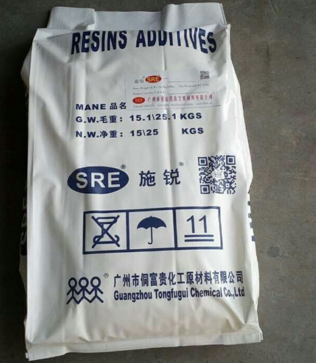 RESINS ADDITIVES
SRE
MANE 品名
G.W.毛重: 15.1\25.1 KGS
N.W.净重: 15\25 KGS
SRE® 施锐®
11
广州市侗富贵化工原材料有限公司
Guangzhou Tongfugui Chemical Co.,Ltd